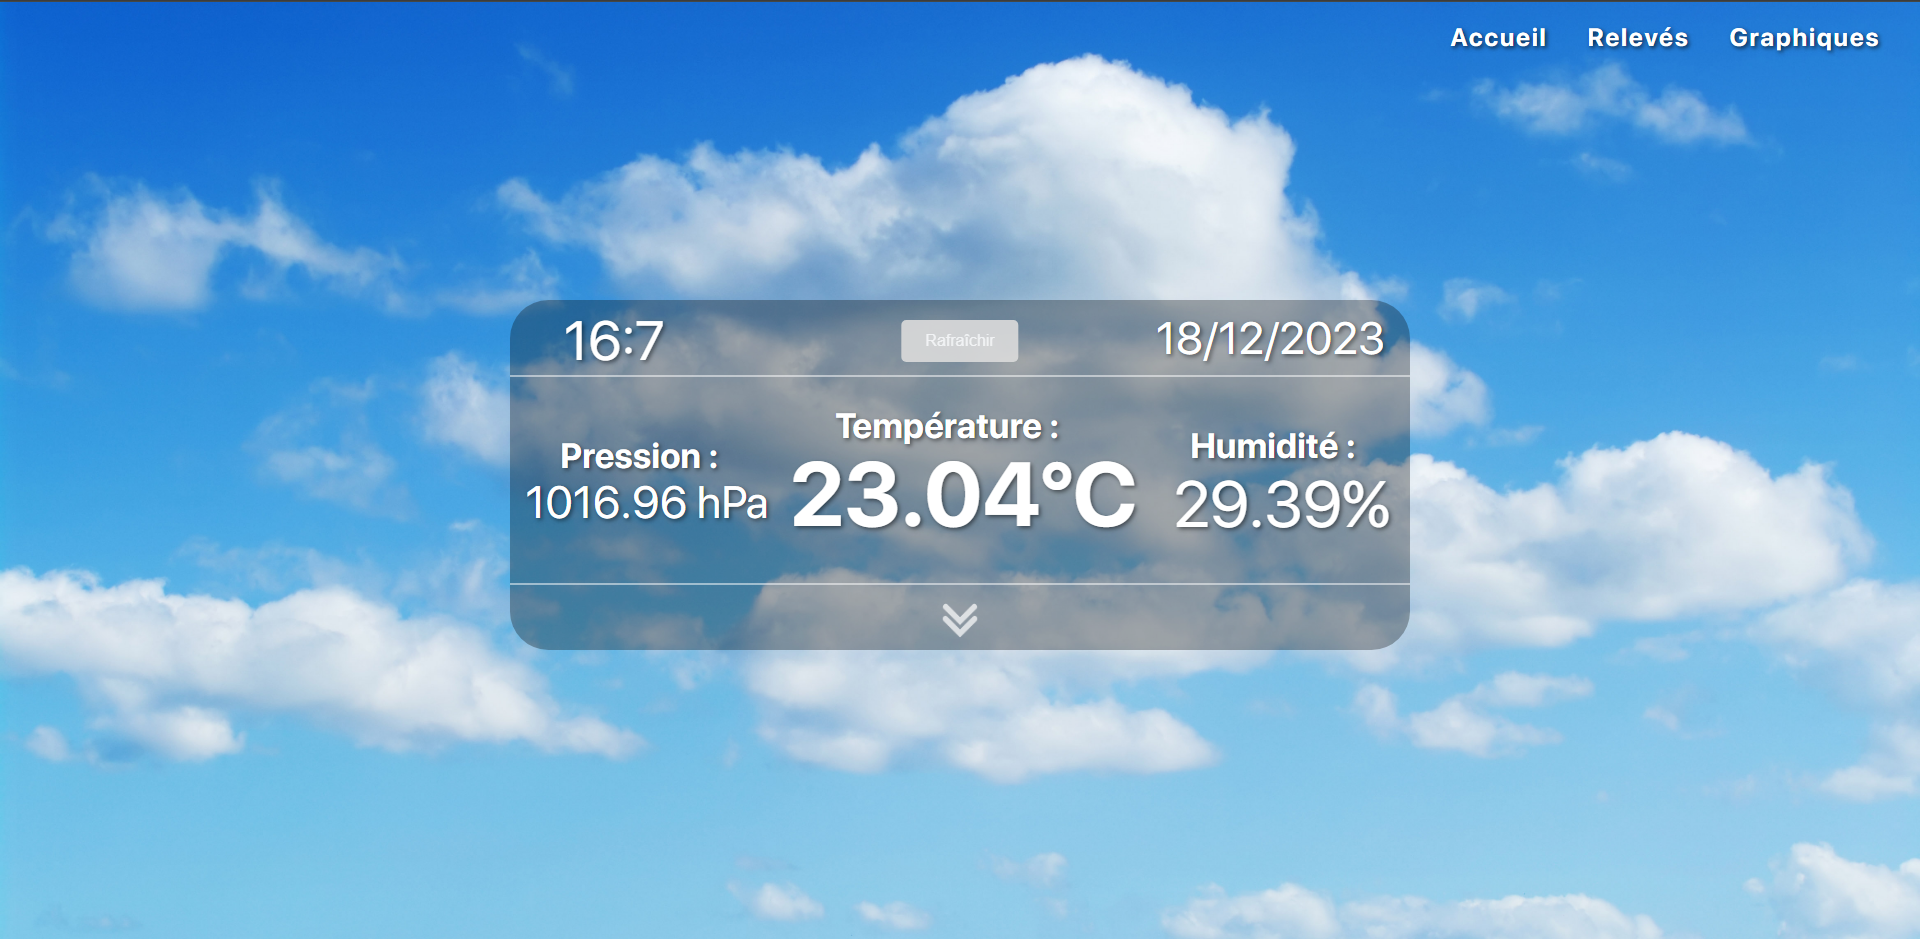 Accueil Relevés Graphiques
16:7 Rafraîchir 18/12/2023
Pression :
1016.96 hPa
Température :
23.04°C
Humidité :
29.39%